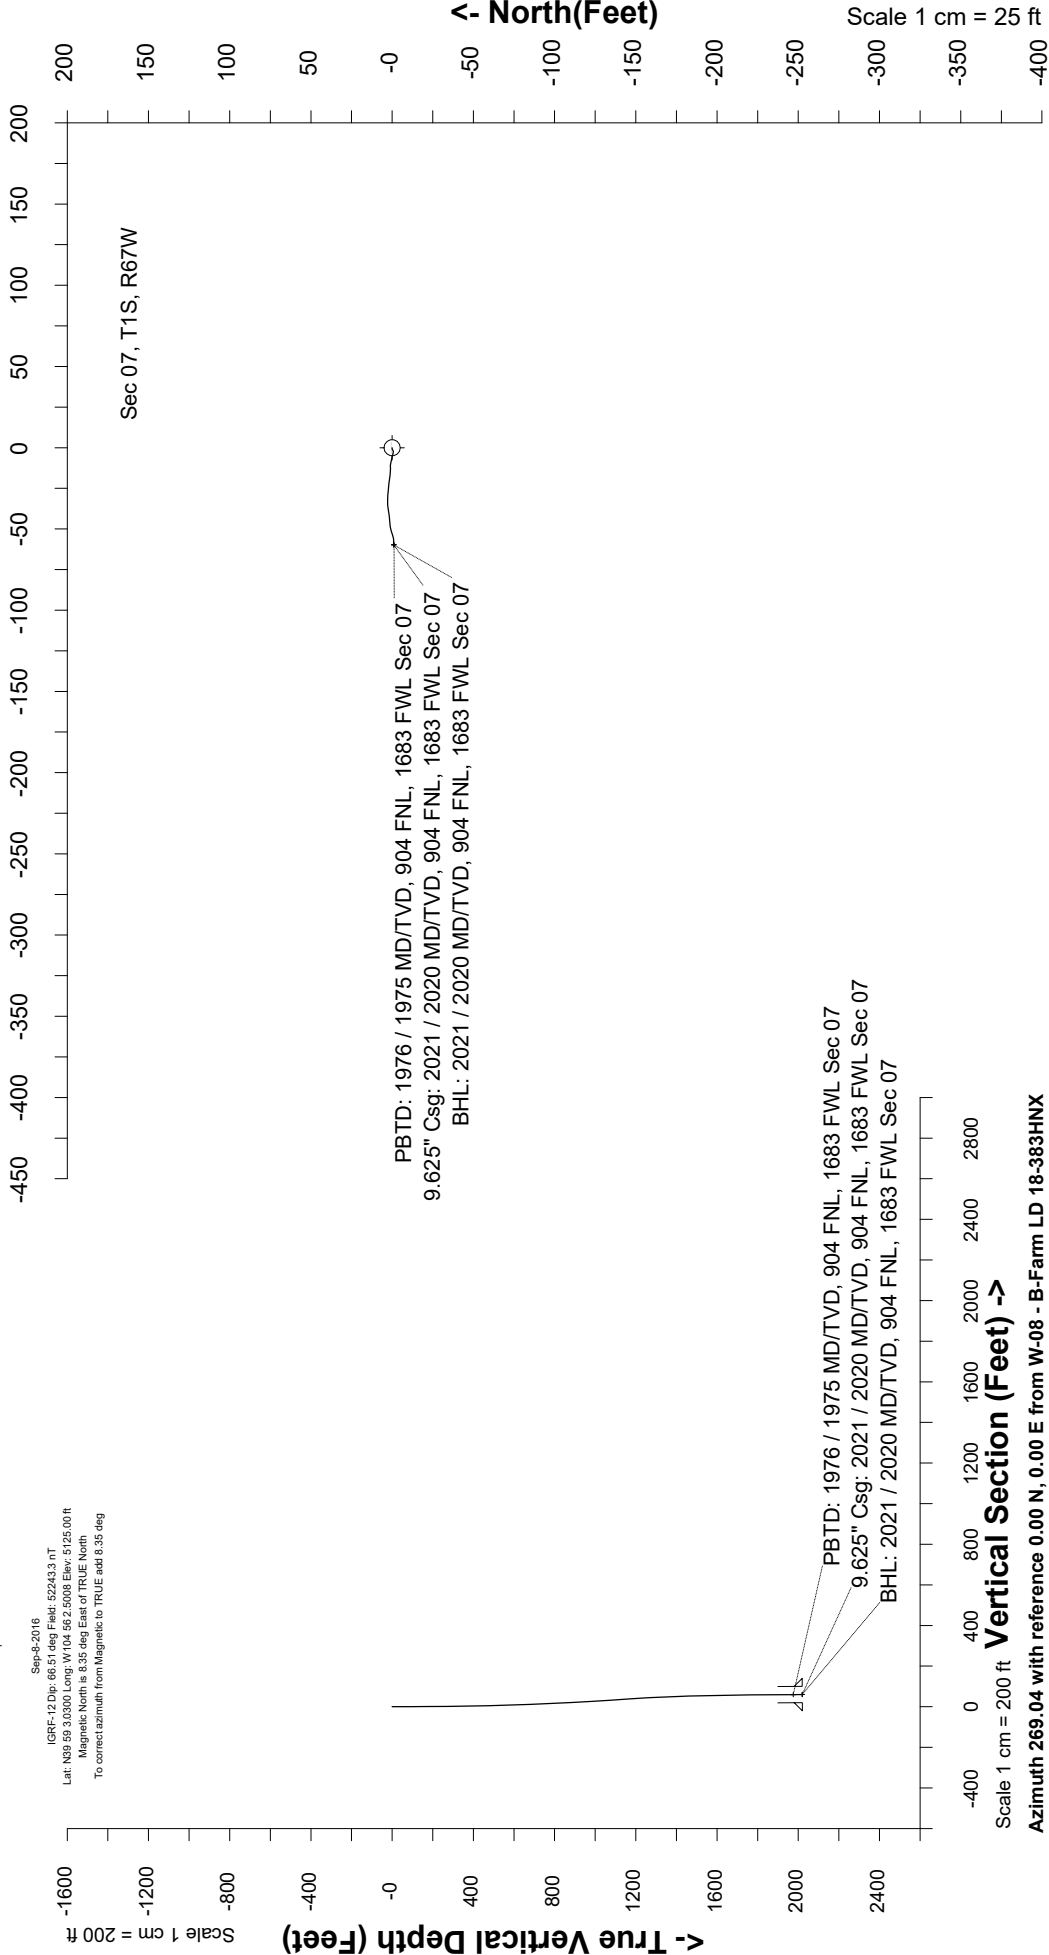 Scale 1 cm = 25 ft
<- North(Feet)
200
150
100
50
-0
-50
-100
-150
-200
-250
-300
-350
-400
-450
-400
-350
-300
-250
-200
-150
-100
-50
0
50
100
150
200
Sec 07, T1S, R67W
PBTD: 1976 / 1975 MD/TVD, 904 FNL, 1683 FWL Sec 07
9.625" Csg: 2021 / 2020 MD/TVD, 904 FNL, 1683 FWL Sec 07
BHL: 2021 / 2020 MD/TVD, 904 FNL, 1683 FWL Sec 07
Sep-8-2016
IGRF-12 Dip: 66.51 deg Field: 52243.3 nT
Lat: N39 59 3.0300 Long: W104 56 2.5008 Elev: 5125.00 ft
Magnetic North is 8.35 deg East of TRUE North
To correct azimuth from Magnetic to TRUE add 8.35 deg
Scale 1 cm = 200 ft
<- True Vertical Depth (Feet)
-1600
-1200
-800
-400
-0
400
800
1200
1600
2000
2400
PBTD: 1976 / 1975 MD/TVD, 904 FNL, 1683 FWL Sec 07
9.625" Csg: 2021 / 2020 MD/TVD, 904 FNL, 1683 FWL Sec 07
BHL: 2021 / 2020 MD/TVD, 904 FNL, 1683 FWL Sec 07
-400
0
400
800
1200
1600
2000
2400
2800
Scale 1 cm = 200 ft
Vertical Section (Feet) ->
Azimuth 269.04 with reference 0.00 N, 0.00 E from W-08 - B-Farm LD 18-383HNX